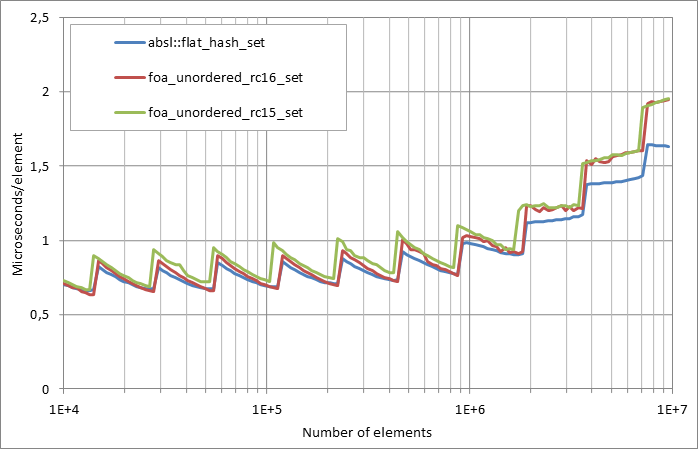 2,5
2
1,5
1
0,5
0
Microseconds/element
absl::flat_hash_set
foa_unordered_rc16_set
foa_unordered_rc15_set
1E+4 1E+5 1E+6 1E+7
Number of elements